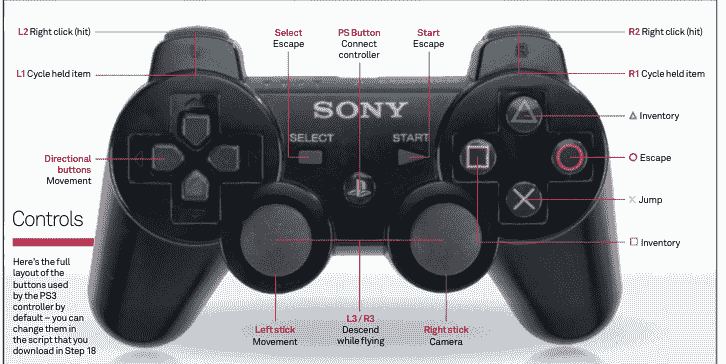 L2 Right click (hit)
Select
Escape
PS Button
Connect
controller
Start
Escape
R2 Right click (hit)
L1 Cycle held item
R1 Cycle held item
SONY
SELECT
START
Inventory
Directional
buttons
Movement
Escape
Jump
Inventory
Controls
Here's the full
layout of the
buttons used
by the PS3
controller by
default – you can
change them in
the script that you
download in Step 18
Left stick
Movement
L3 / R3
Descend
while flying
Right stick
Camera